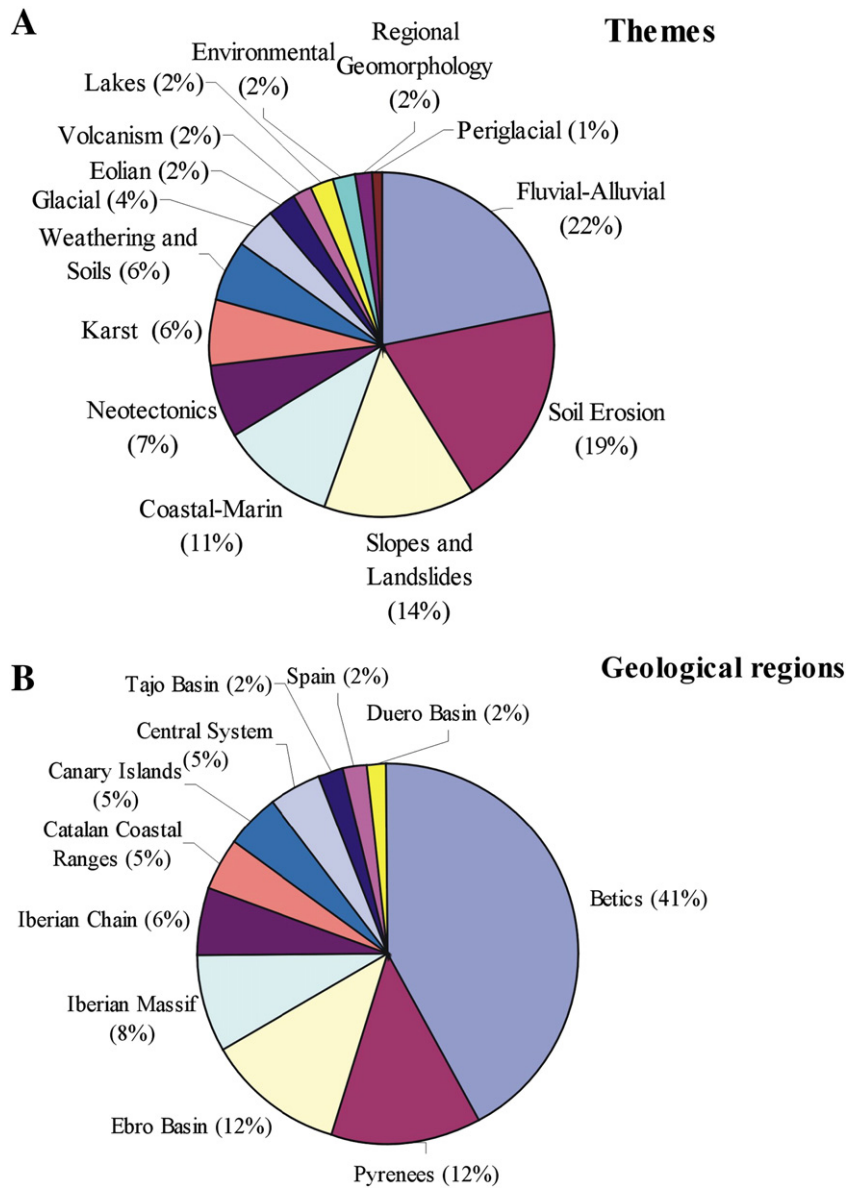 A
Themes
Regional
Geomorphology
(2%)
Environmental
(2%)
Lakes (2%)
Periglacial (1%)
Volcanism (2%)
Eolian (2%)
Glacial (4%)
Fluvial-Alluvial
(22%)
Weathering and
Soils (6%)
Karst (6%)
Neotectonics
(7%)
Soil Erosion
(19%)
Coastal-Marin
(11%)
Slopes and
Landslides
(14%)
B
Geological regions
Tajo Basin (2%)
Spain (2%)
Duero Basin (2%)
Central System
(5%)
Canary Islands
(5%)
Catalan Coastal
Ranges (5%)
Betics (41%)
Iberian Chain (6%)
Iberian Massif
(8%)
Ebro Basin (12%)
Pyrenees (12%)